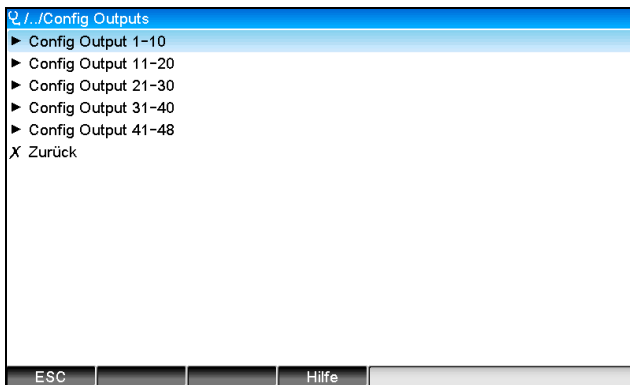 /../Config Outputs
► Config Output 1-10
► Config Output 11-20
► Config Output 21-30
► Config Output 31-40
► Config Output 41-48
X Zurück
ESC Hilfe